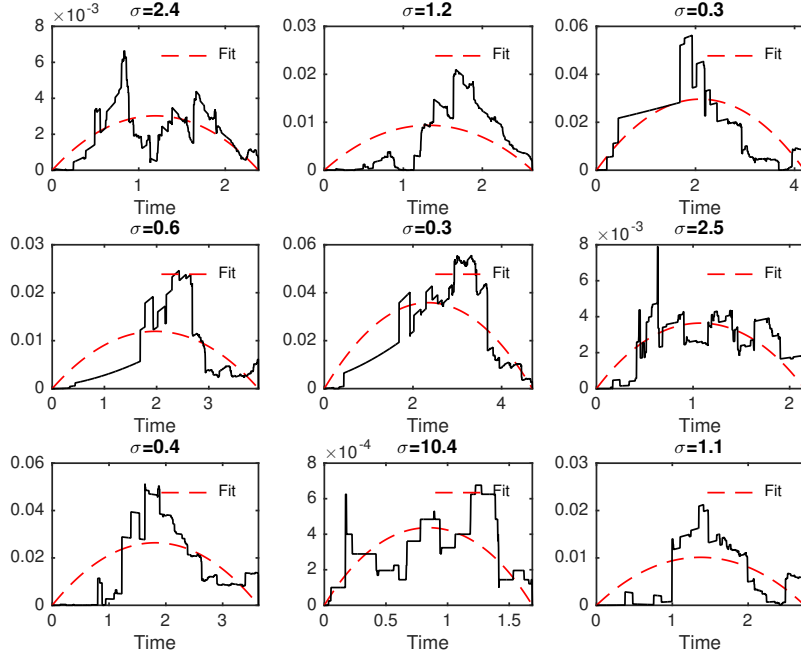 ×10⁻³ σ=2.4 σ=1.2 σ=0.3
8 0.03 0.06
Fit Fit Fit
6 0.02 0.04
4
0.01 0.02
2
0 0 0
0 1 2 0 1 2 0 1 2 3 4
Time Time Time
σ=0.6 σ=0.3 ×10⁻³ σ=2.5
0.03 0.06 8
Fit Fit Fit
6
0.02 0.04
4
0.01 0.02
2
0 0 0
0 1 2 3 0 2 4 0 1 2
Time Time Time
σ=0.4 ×10⁻⁴ σ=10.4 σ=1.1
0.06 8 0.03
Fit Fit Fit
6
0.04 0.02
4
0.02 0.01
2
0 0 0
0 1 2 3 0 0.5 1 1.5 0 1 2
Time Time Time